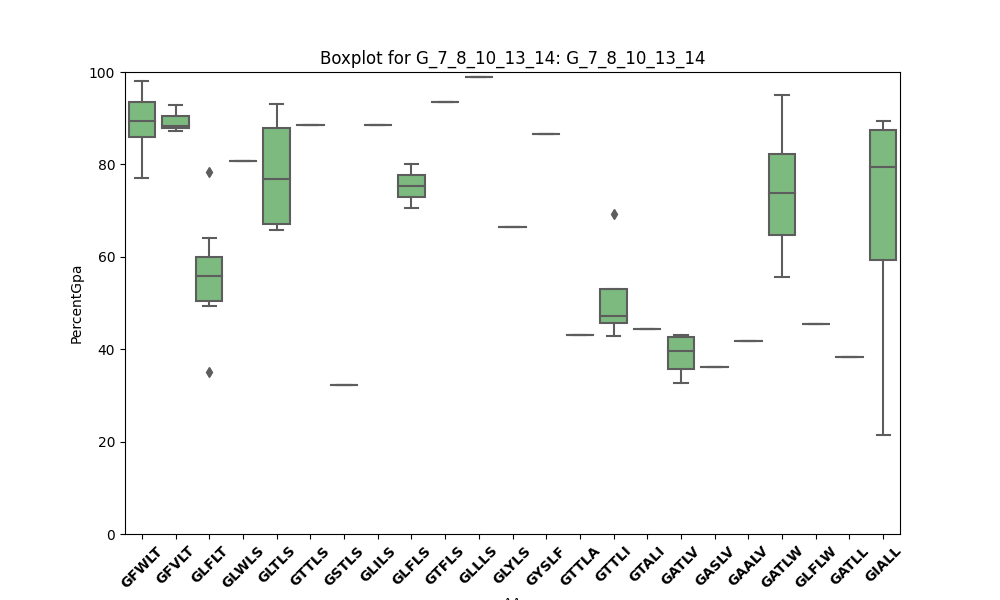 Boxplot for G_7_8_10_13_14: G_7_8_10_13_14
PercentGpa
100
80
60
40
20
0
GFWLT
GFVLT
GLFLT
GLWLS
GLTLS
GTTLS
GSTLS
GLILS
GLFLS
GTFLS
GLLLS
GLYLS
GYSLF
GTTLA
GTTLI
GTALI
GATLV
GASLV
GAALV
GATLW
GLFLW
GATLL
GIALL